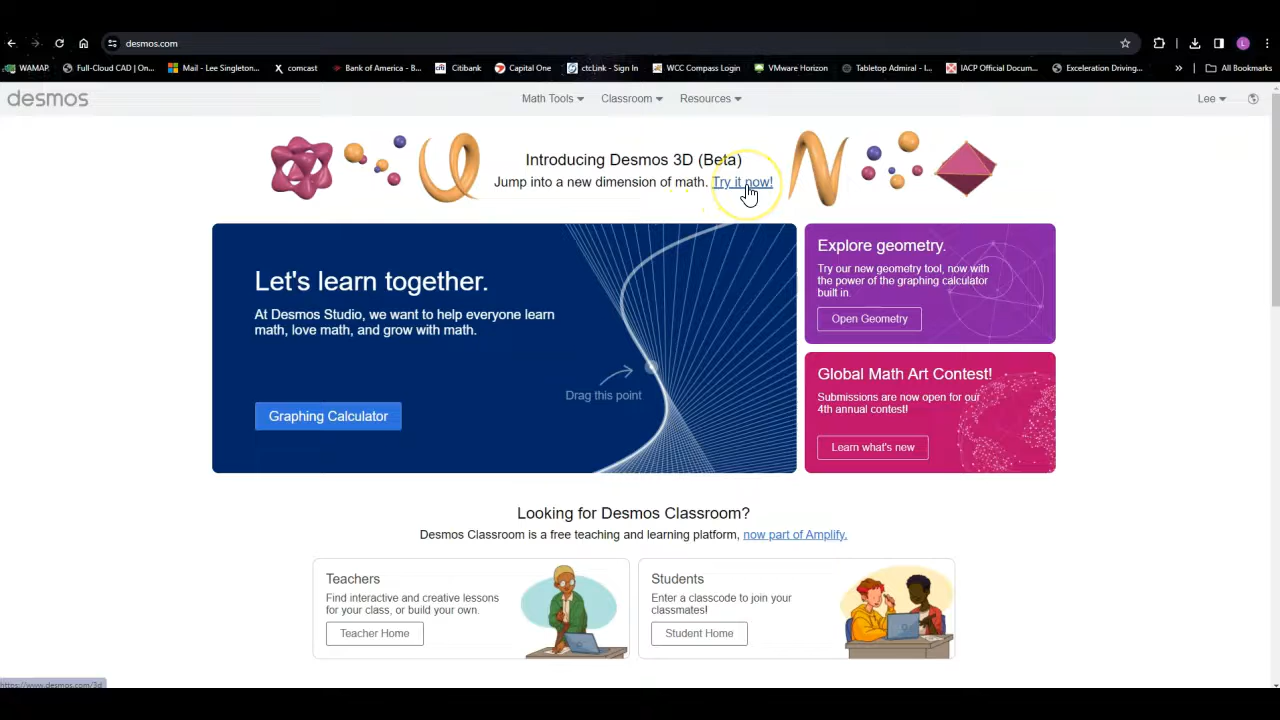 desmos.com
WAMAP
Full-Cloud CAD | On...
Mail - Lee Singleton...
comcast
Bank of America - B...
Citibank
Capital One
ctcLink - Sign In
WCC Compass Login
VMware Horizon
Tabletop Admiral - I...
IACP Official Docum...
Exceleration Driving...
»
All Bookmarks
desmos
Math Tools
Classroom
Resources
Lee
Introducing Desmos 3D (Beta)
Jump into a new dimension of math. Try it now!
Let's learn together.
At Desmos Studio, we want to help everyone learn
math, love math, and grow with math.
Drag this point
Graphing Calculator
Explore geometry.
Try our new geometry tool, now with
the power of the graphing calculator
built in.
Open Geometry
Global Math Art Contest!
Submissions are now open for our
4th annual contest!
Learn what's new
Looking for Desmos Classroom?
Desmos Classroom is a free teaching and learning platform, now part of Amplify.
Teachers
Find interactive and creative lessons
for your class, or build your own.
Teacher Home
Students
Enter a classcode to join your
classmates!
Student Home
https://www.desmos.com/3d